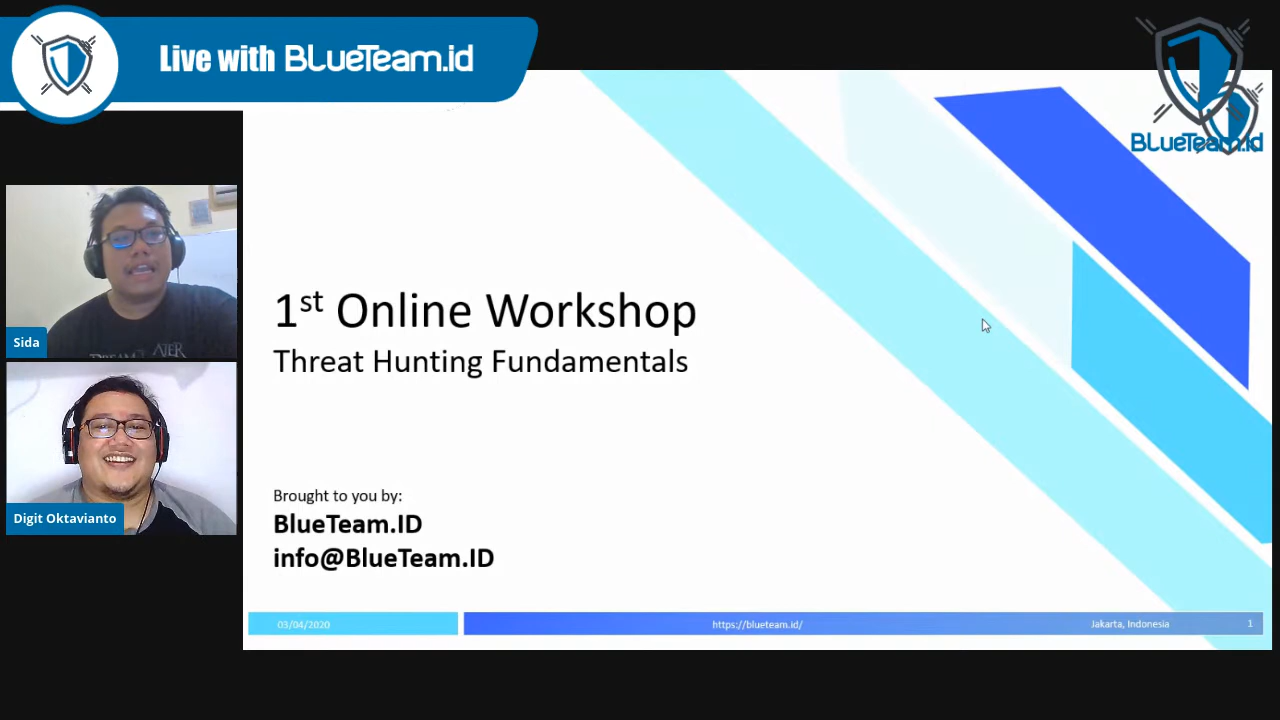 Live with BLueTeam.id
BLueTeam.id
Sida
Digit Oktavianto
1st Online Workshop
Threat Hunting Fundamentals
Brought to you by:
BlueTeam.ID
info@BlueTeam.ID
03/04/2020
https://blueteam.id/
Jakarta, Indonesia
1